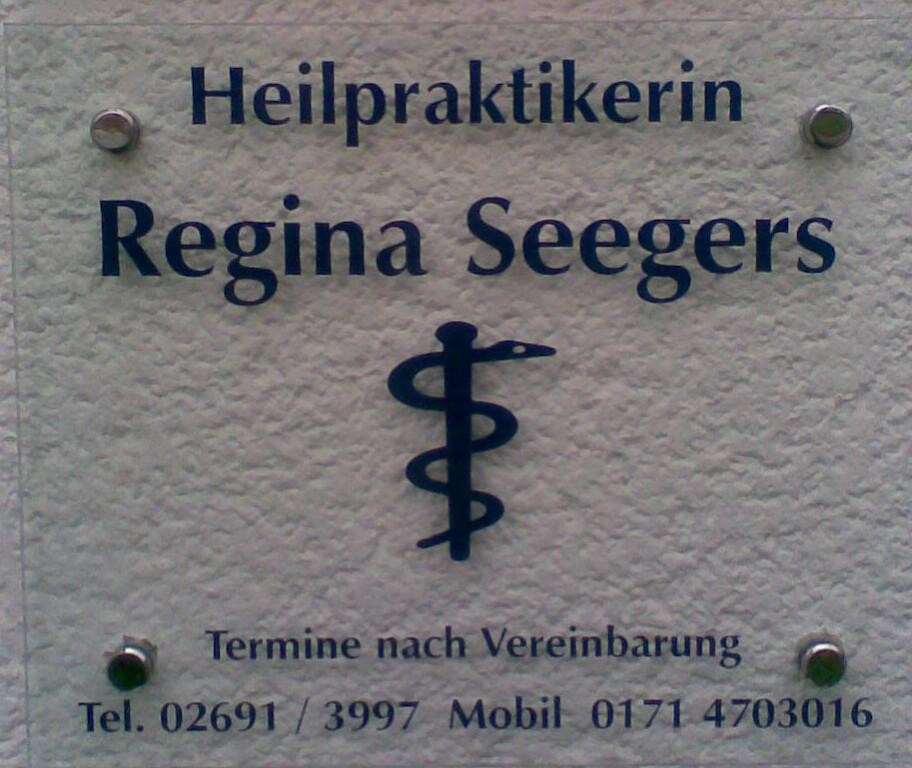 Heilpraktikerin
Regina Seegers
Termine nach Vereinbarung
Tel. 02691 / 3997 Mobil 0171 4703016